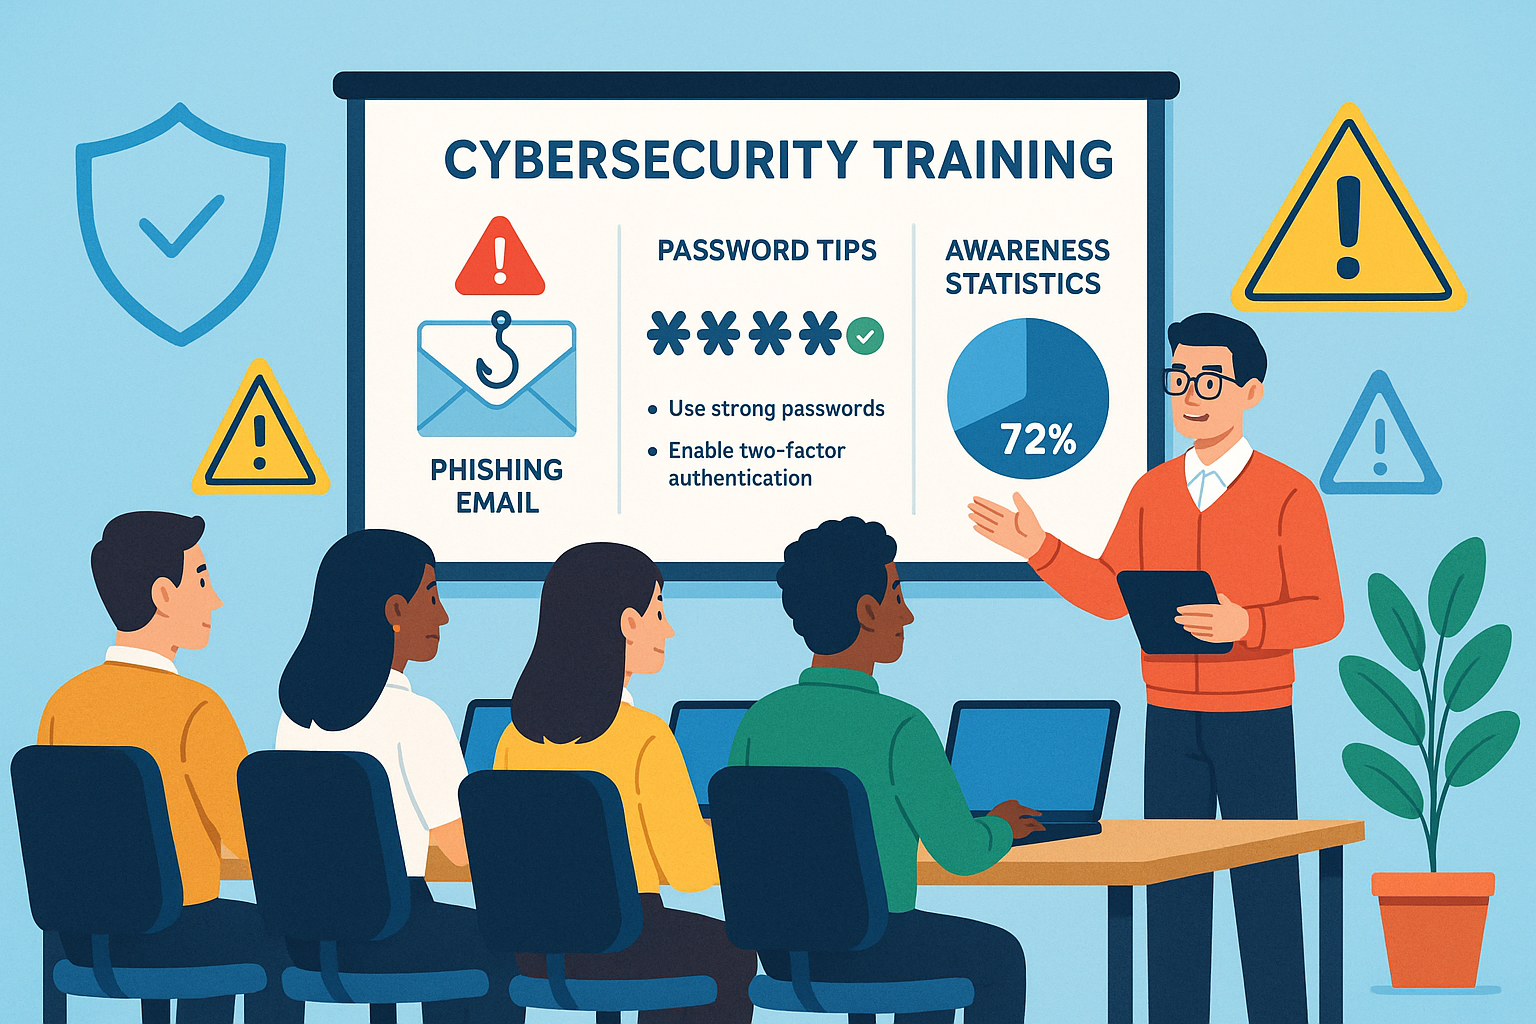 CYBERSECURITY TRAINING
PHISHING
EMAIL
PASSWORD TIPS
****
• Use strong passwords
• Enable two-factor
authentication
AWARENESS
STATISTICS
72%